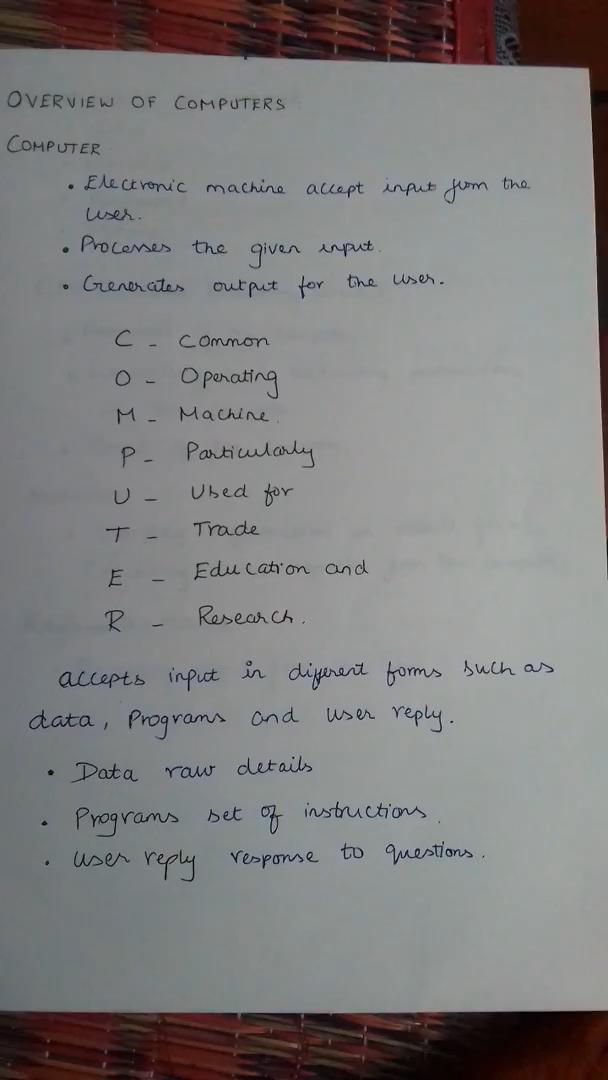 OVERVIEW OF COMPUTERS
COMPUTER
• Electronic machine accept input from the
user.
• Processes the given input.
• Generates output for the user.
C - Common
O - Operating
M - Machine.
P - Particularly
U - Used for
T - Trade
E - Education and
R - Research.
accepts input in different forms such as
data, Programs and user reply.
• Data raw details
• Programs set of instructions.
• user reply response to questions.